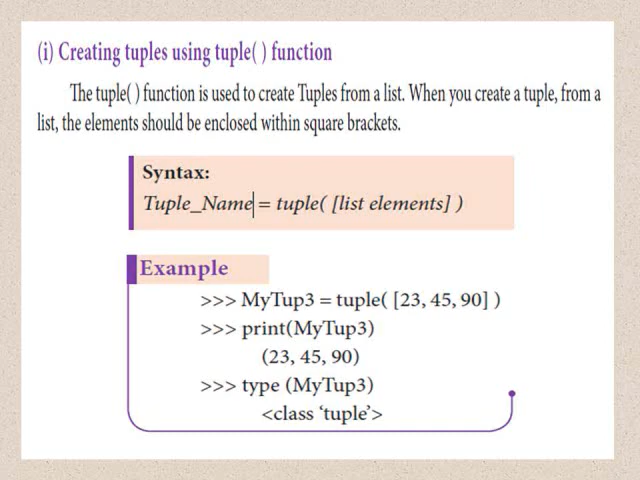 (i) Creating tuples using tuple( ) function
The tuple( ) function is used to create Tuples from a list. When you create a tuple, from a
list, the elements should be enclosed within square brackets.
Syntax:
Tuple_Name = tuple( [list elements] )
Example
>>> MyTup3 = tuple( [23, 45, 90] )
>>> print(MyTup3)
(23, 45, 90)
>>> type (MyTup3)
<class ‘tuple’>